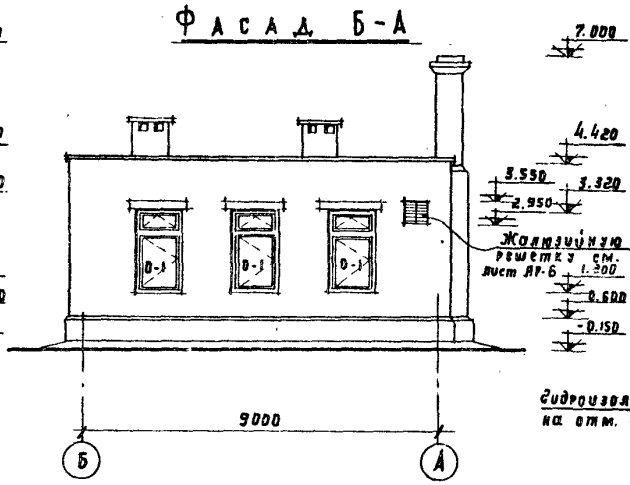 Фасад Б-А
7.000
4.420
3.550
3.320
2.950
Жалюзийную
решетку см.
лист АР-6
1.200
0.600
-0.150
О-1
О-1
О-1
9000
на отм.
Б
А